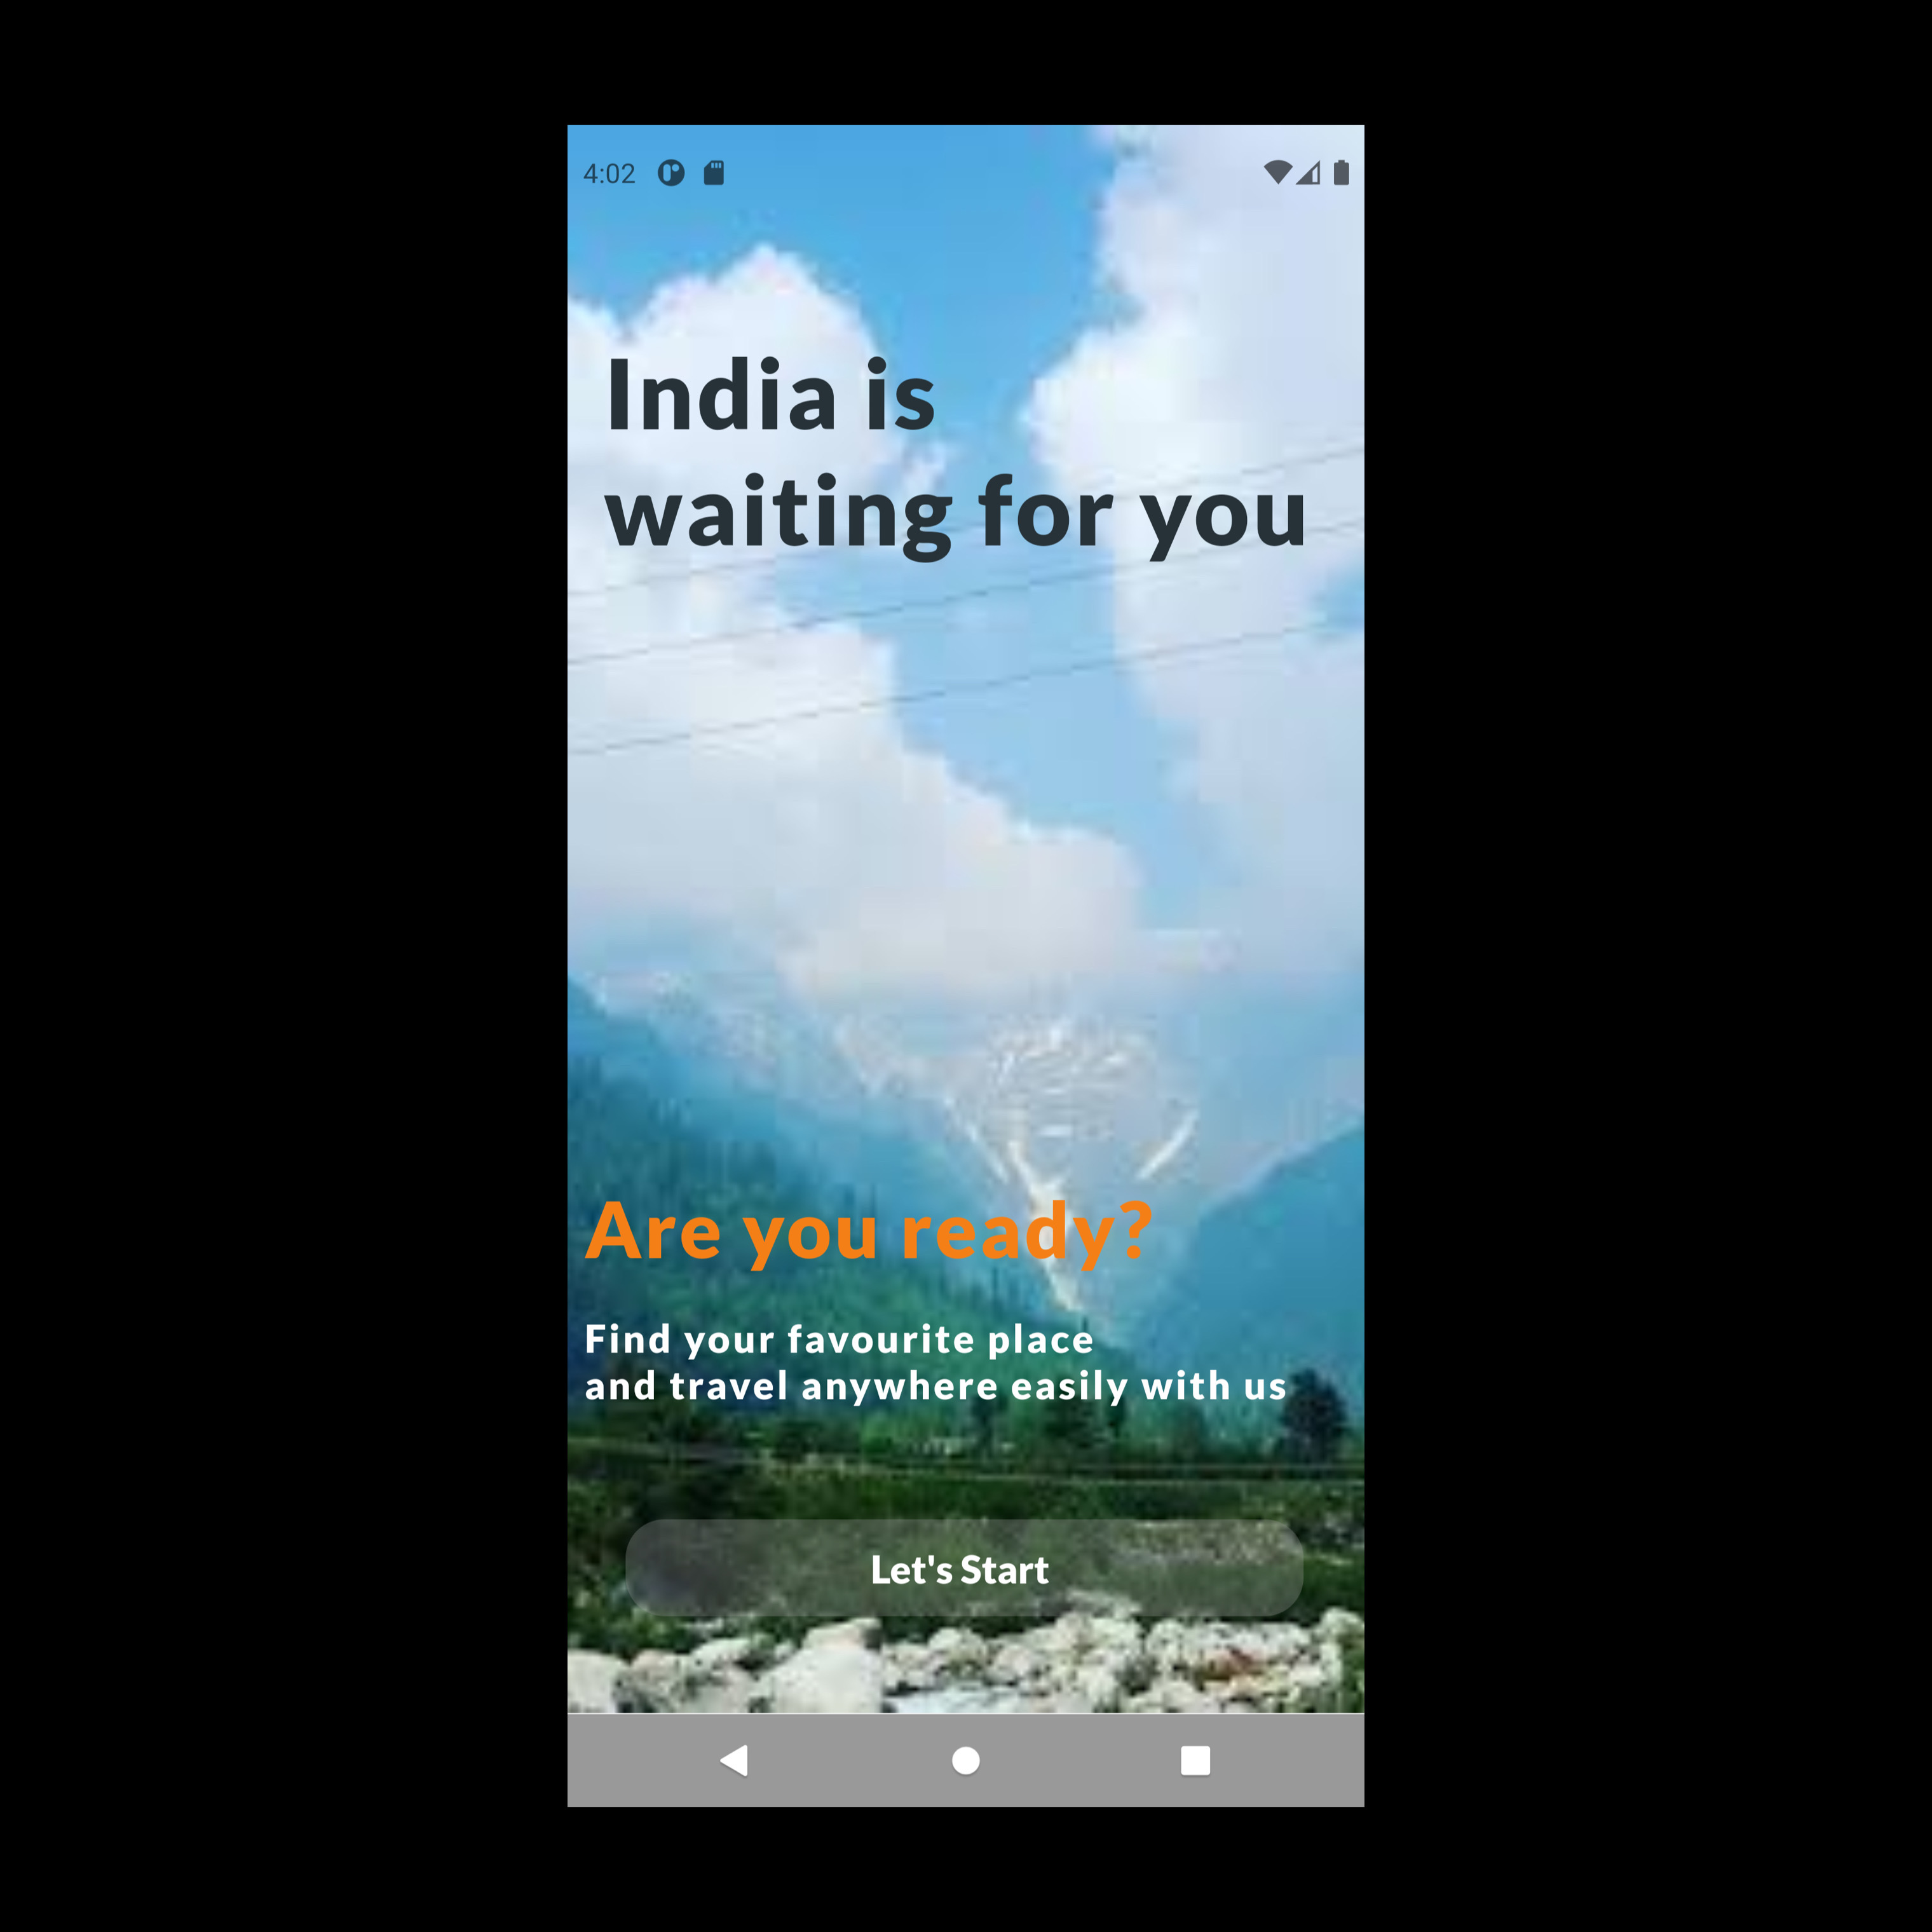 4:02
India is
waiting for you
Are you ready?
Find your favourite place
and travel anywhere easily with us
Let's Start